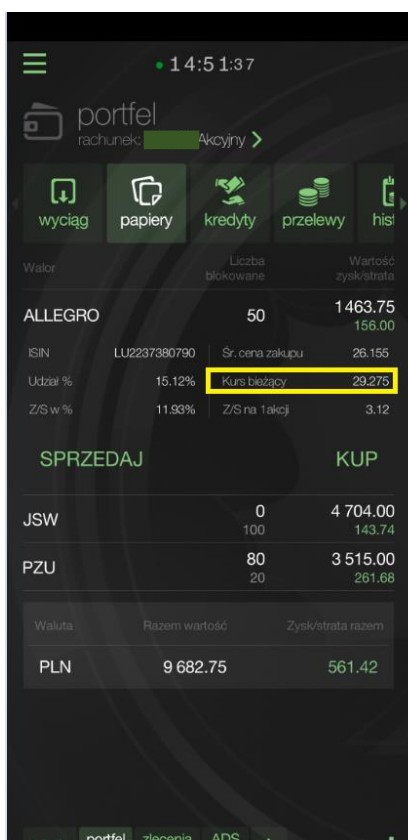 14:51:37
portfel
rachunek: Akcyjny >
wyciąg papiery kredyty przelewy hist
Walor Liczba Wartość
blokowane zysk/strata
ALLEGRO 50 1463.75
156.00
ISIN LU2237380790 Śr. cena zakupu 26.155
Udział % 15.12% Kurs bieżący 29.275
Z/S w % 11.93% Z/S na 1 akcji 3.12
SPRZEDAJ KUP
JSW 0 4 704.00
100 143.74
PZU 80 3 515.00
20 261.68
Waluta Razem wartość Zysk/strata razem
PLN 9 682.75 561.42
portfel zlecenia ADS